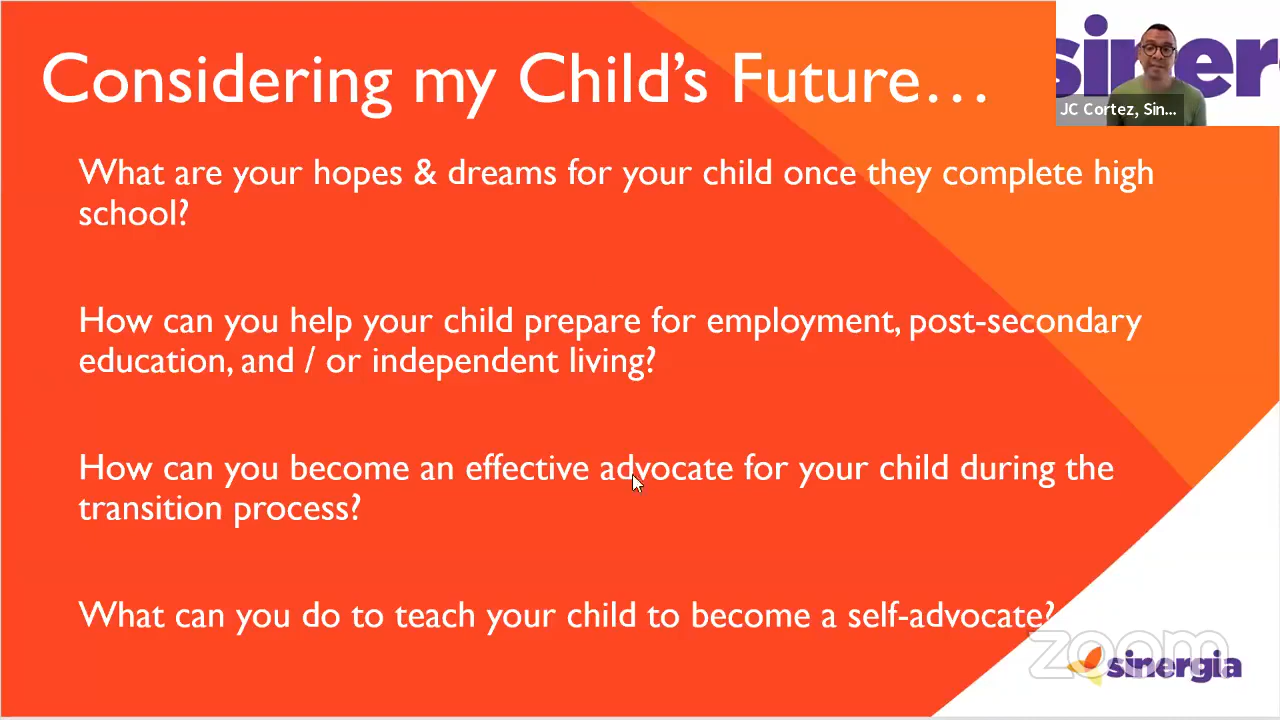 Considering my Child’s Future…
siner
JC Cortez, Sin...
What are your hopes & dreams for your child once they complete high
school?
How can you help your child prepare for employment, post-secondary
education, and / or independent living?
How can you become an effective advocate for your child during the
transition process?
What can you do to teach your child to become a self-advocate?
zoom
sinergia